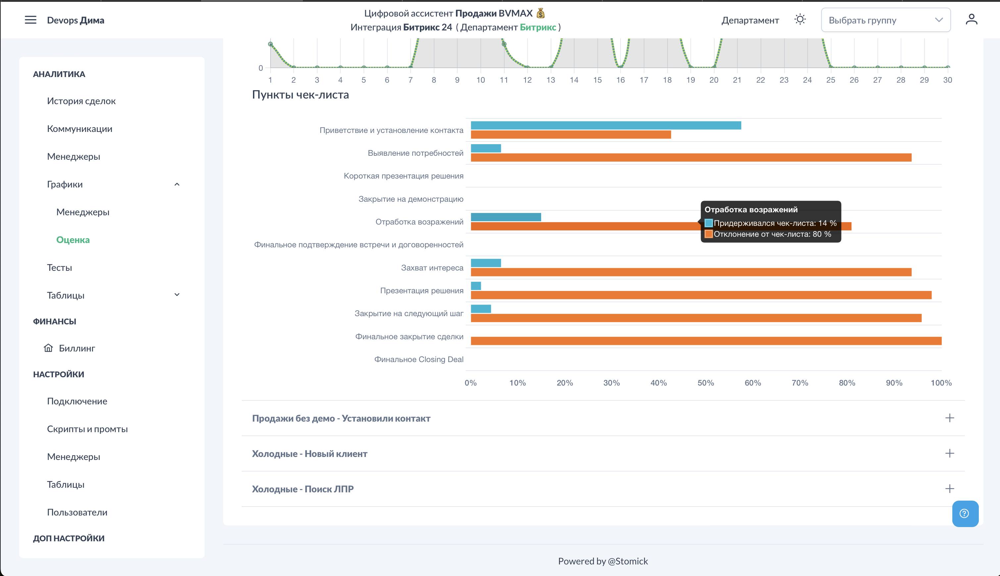 Devops Дима
Цифровой ассистент Продажи BVMAX 💰
Интеграция Битрикс 24 ( Департамент Битрикс )
Департамент
Выбрать группу
АНАЛИТИКА
История сделок
Коммуникации
Менеджеры
Графики
Менеджеры
Оценка
Тесты
Таблицы
ФИНАНСЫ
Биллинг
НАСТРОЙКИ
Подключение
Скрипты и промты
Менеджеры
Таблицы
Пользователи
ДОП НАСТРОЙКИ
0
1 2 3 4 5 6 7 8 9 10 11 12 13 14 15 16 17 18 19 20 21 22 23 24 25 26 27 28 29 30
Пункты чек-листа
Приветствие и установление контакта
Выявление потребностей
Короткая презентация решения
Закрытие на демонстрацию
Отработка возражений
Отработка возражений
Придерживался чек-листа: 14 %
Отклонение от чек-листа: 80 %
Финальное подтверждение встречи и договоренностей
Захват интереса
Презентация решения
Закрытие на следующий шаг
Финальное закрытие сделки
Финальное Closing Deal
0% 10% 20% 30% 40% 50% 60% 70% 80% 90% 100%
Продажи без демо - Установили контакт
Холодные - Новый клиент
Холодные - Поиск ЛПР
Powered by @Stomick